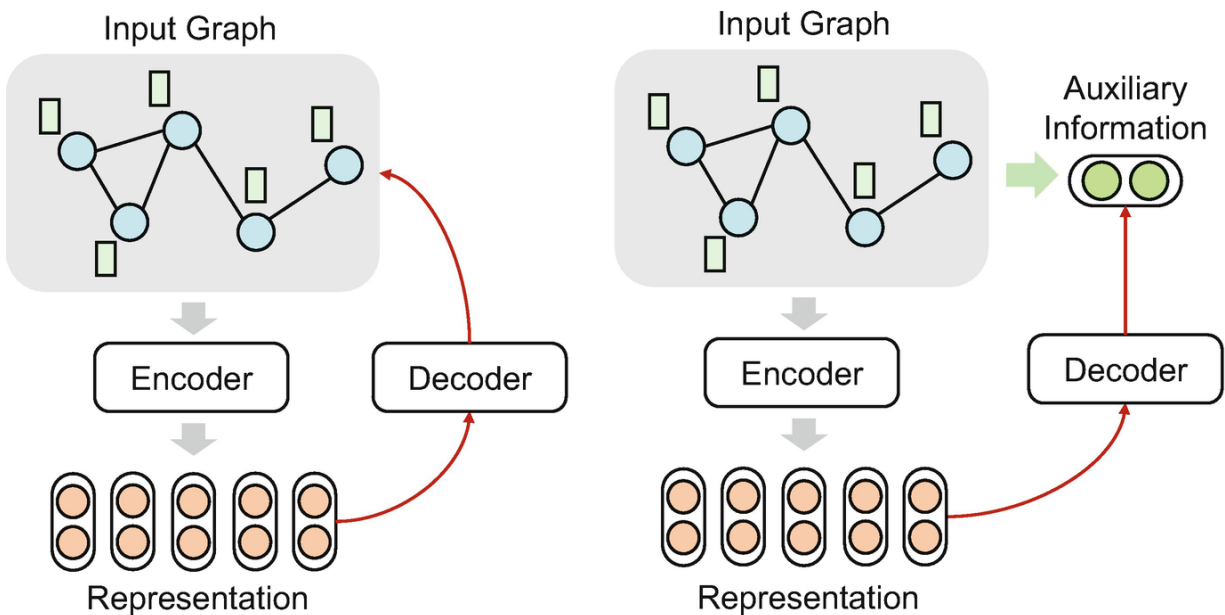 Input Graph
Encoder
Decoder
Representation
Input Graph
Auxiliary
Information
Encoder
Decoder
Representation